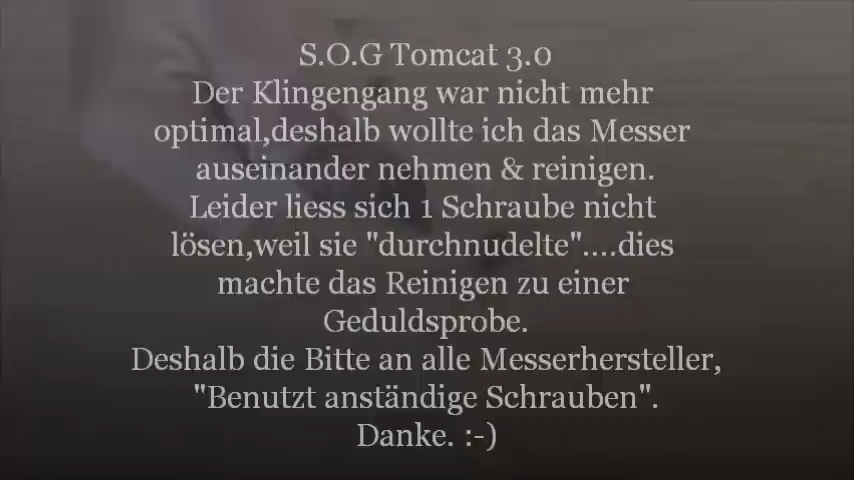 S.O.G Tomcat 3.0
Der Klingengang war nicht mehr
optimal,deshalb wollte ich das Messer
auseinander nehmen & reinigen.
Leider liess sich 1 Schraube nicht
lösen,weil sie "durchnudelte"....dies
machte das Reinigen zu einer
Geduldsprobe.
Deshalb die Bitte an alle Messerhersteller,
"Benutzt anständige Schrauben".
Danke. :-)